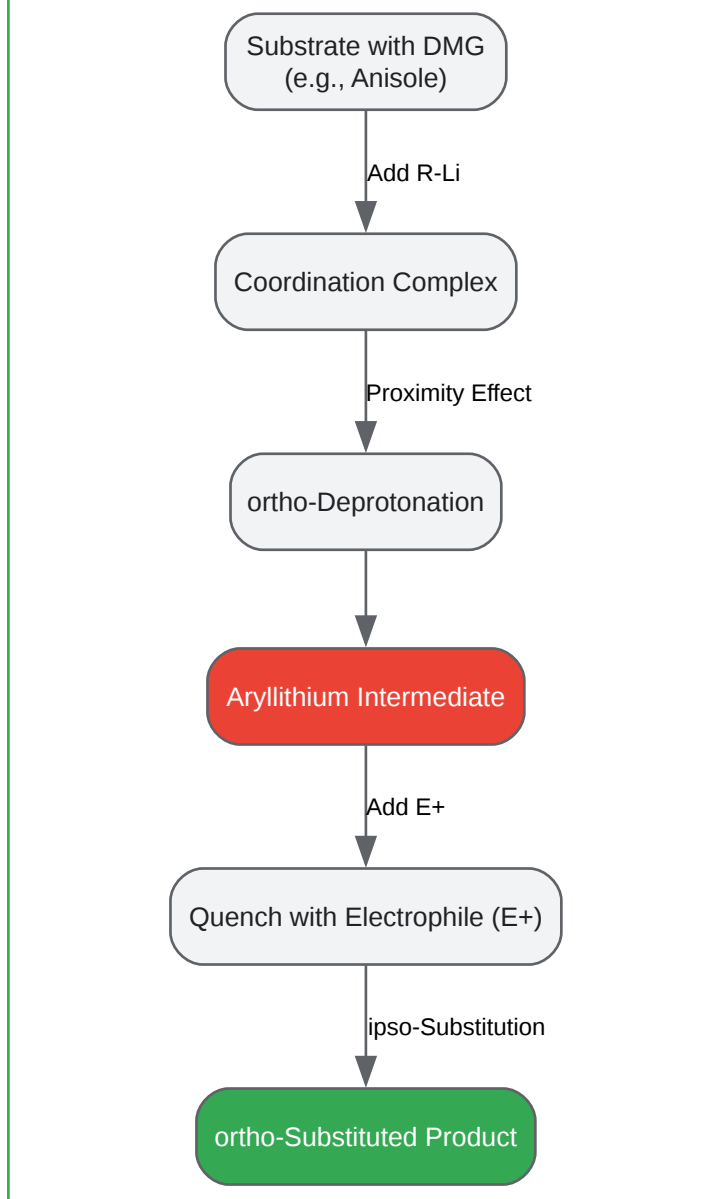 Substrate with DMG
(e.g., Anisole)
Add R-Li
Coordination Complex
Proximity Effect
ortho-Deprotonation
Aryllithium Intermediate
Add E+
Quench with Electrophile (E+)
ipso-Substitution
ortho-Substituted Product